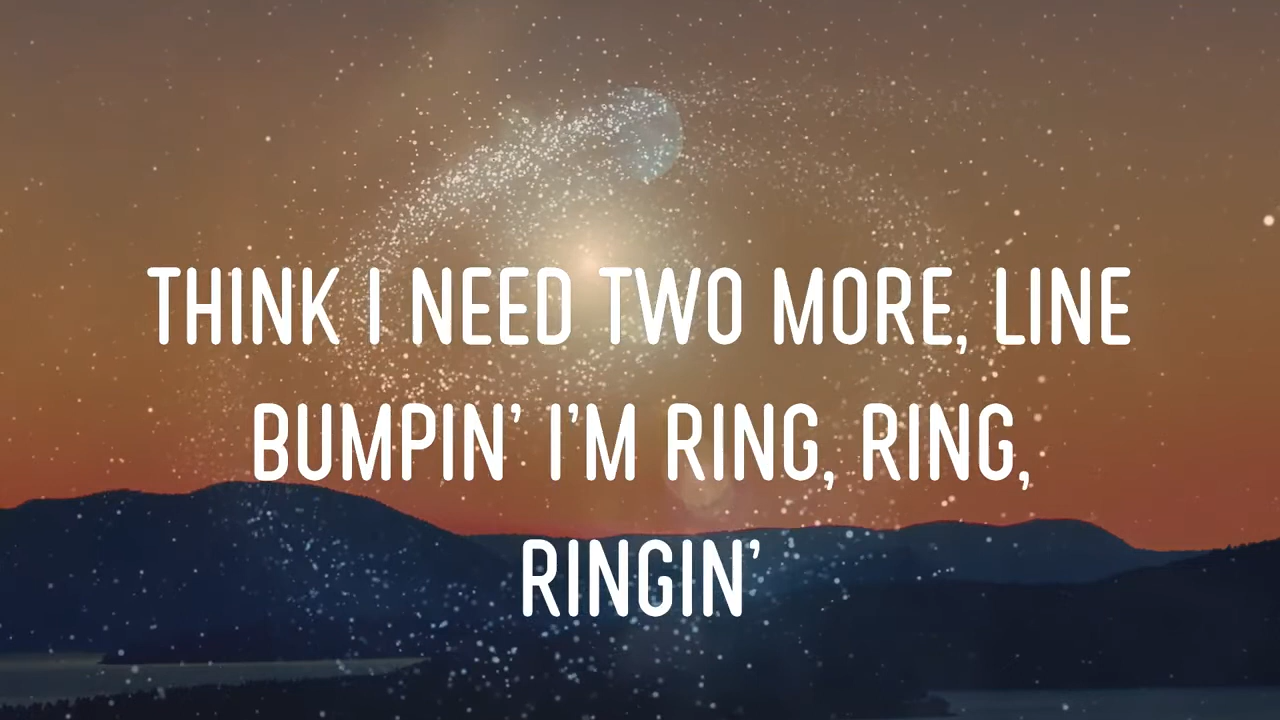 THINK I NEED TWO MORE, LINE
BUMPIN' I'M RING, RING,
RINGIN'